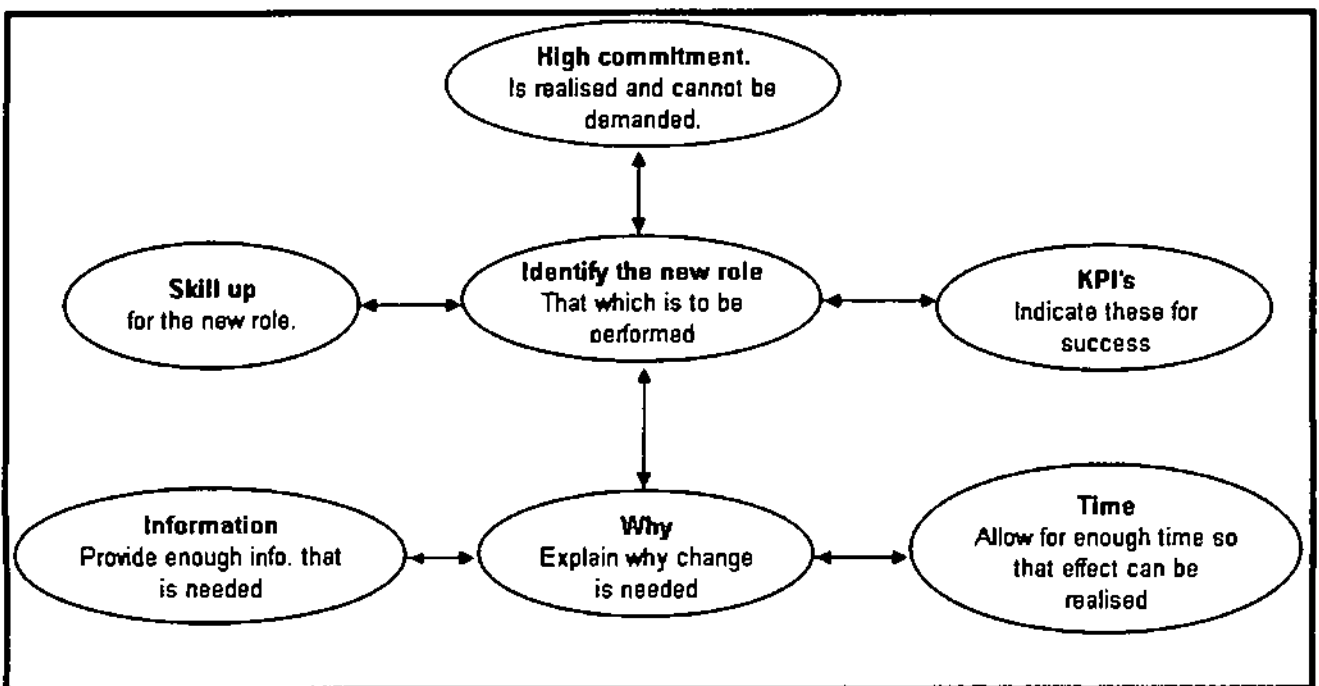 High commitment.
Is realised and cannot be
demanded.
Identify the new role
That which is to be
performed
Skill up
for the new role.
KPI's
Indicate these for
success
Information
Provide enough info. that
is needed
Why
Explain why change
is needed
Time
Allow for enough time so
that effect can be
realised